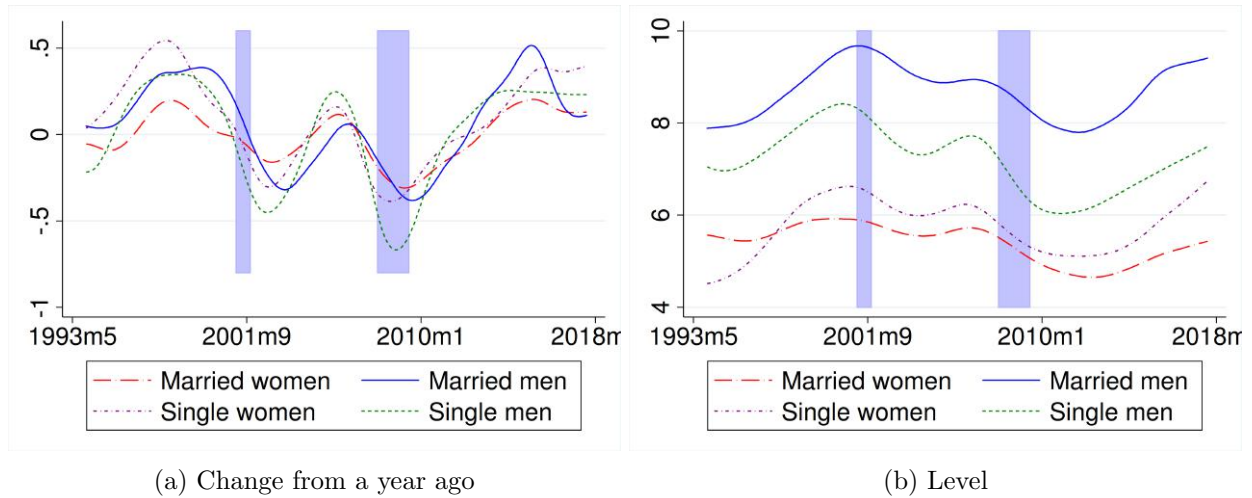 .5
0
-.5
-1
1993m5 2001m9 2010m1 2018m
Married women Married men
Single women Single men
(a) Change from a year ago
10
8
6
4
1993m5 2001m9 2010m1 2018m
Married women Married men
Single women Single men
(b) Level